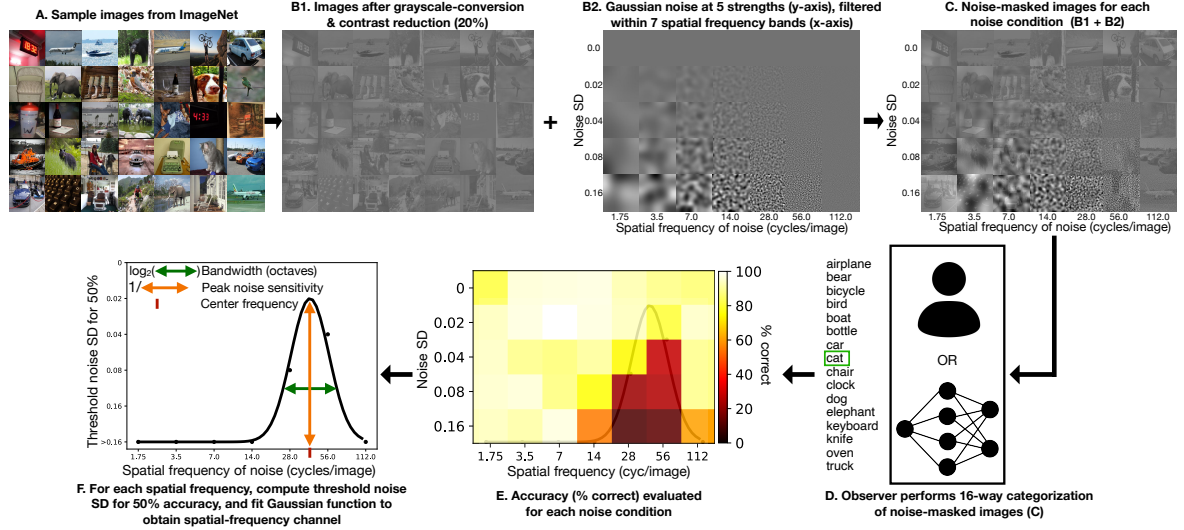 A. Sample images from ImageNet
B1. Images after grayscale-conversion
& contrast reduction (20%)
B2. Gaussian noise at 5 strengths (y-axis), filtered
within 7 spatial frequency bands (x-axis)
C. Noise-masked images for each
noise condition (B1 + B2)
+
Noise SD
0.0
0.02
0.04
0.08
0.16
1.75 3.5 7.0 14.0 28.0 56.0 112.0
Spatial frequency of noise (cycles/image)
Noise SD
0.0
0.02
0.04
0.08
0.16
1.75 3.5 7.0 14.0 28.0 56.0 112.0
Spatial frequency of noise (cycles/image)
Threshold noise SD for 50%
0
0.02
0.04
0.08
0.16
>0.16
log₂( ) Bandwidth (octaves)
1/ Peak noise sensitivity
Center frequency
1.75 3.5 7.0 14.0 28.0 56.0 112.0
Spatial frequency of noise (cycles/image)
F. For each spatial frequency, compute threshold noise
SD for 50% accuracy, and fit Gaussian function to
obtain spatial-frequency channel
Noise SD
0
0.02
0.04
0.08
0.16
1.75 3.5 7 14 28 56 112
Spatial frequency (cyc/image)
100
80
60
40
20
0
% correct
E. Accuracy (% correct) evaluated
for each noise condition
airplane
bear
bicycle
bird
boat
bottle
car
cat
chair
clock
dog
elephant
keyboard
knife
oven
truck
OR
D. Observer performs 16-way categorization
of noise-masked images (C)